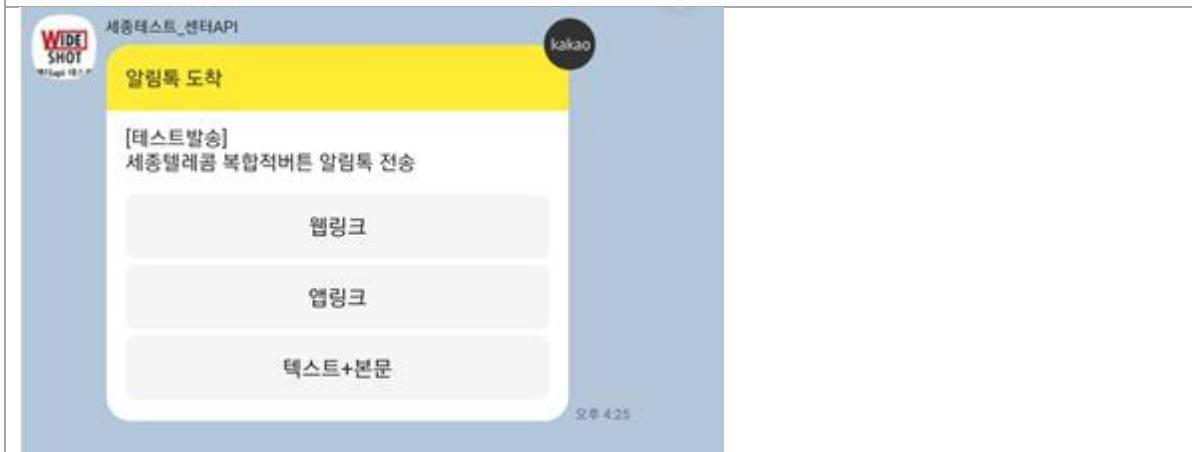 WIDE
SHOT
세종테스트_센터API
kakao
알림톡 도착
[테스트발송]
세종텔레콤 복합적버튼 알림톡 전송
웹링크
앱링크
텍스트+본문
오후 4:25